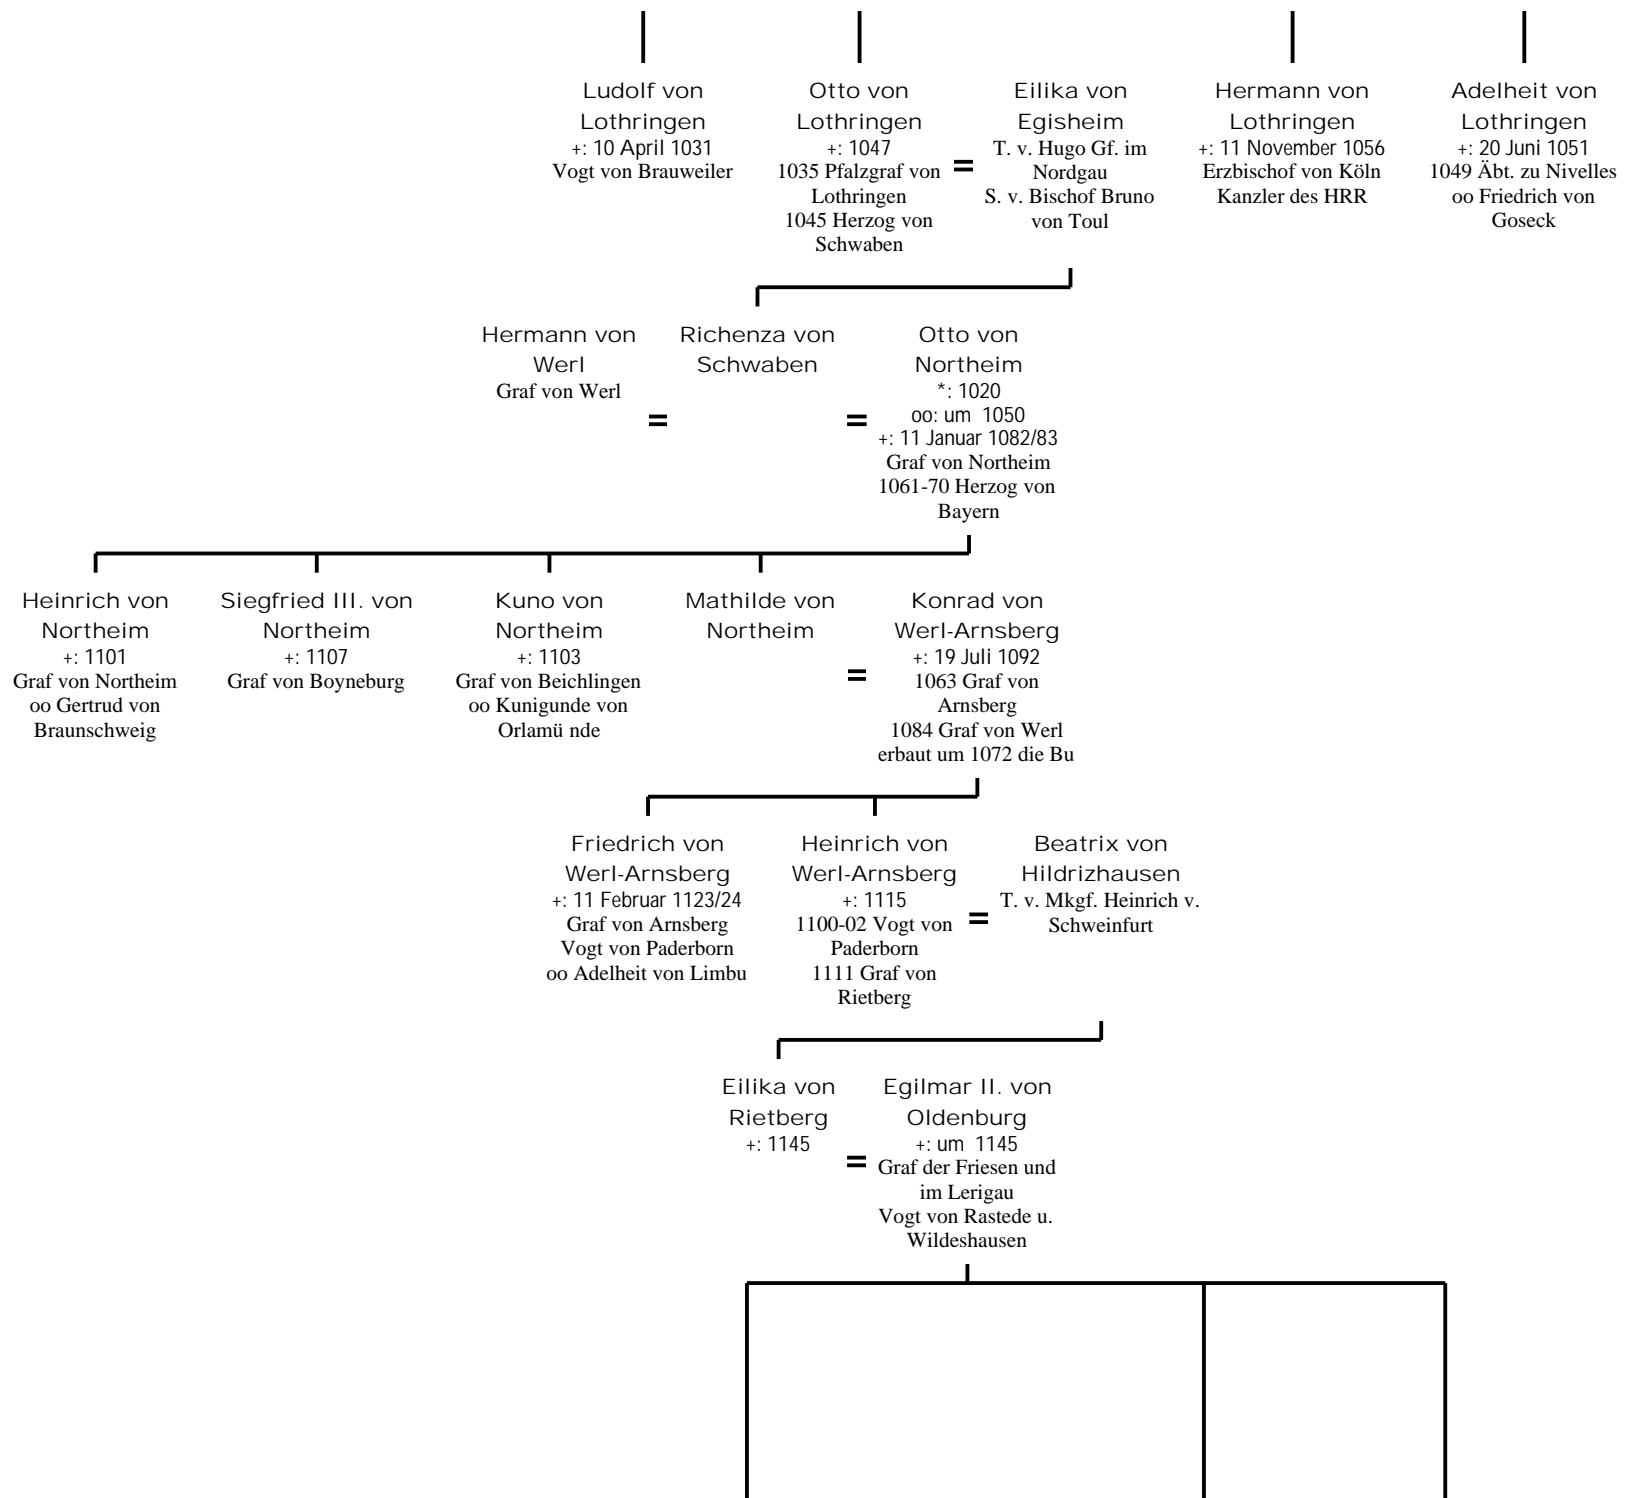 Ludolf von
Lothringen
+: 10 April 1031
Vogt von Brauweiler
Otto von
Lothringen
+: 1047
1035 Pfalzgraf von
Lothringen
1045 Herzog von
Schwaben
=
Eilika von
Egisheim
T. v. Hugo Gf. im
Nordgau
S. v. Bischof Bruno
von Toul
Hermann von
Lothringen
+: 11 November 1056
Erzbischof von Köln
Kanzler des HRR
Adelheit von
Lothringen
+: 20 Juni 1051
1049 Äbt. zu Nivelles
oo Friedrich von
Goseck
Hermann von
Werl
Graf von Werl
=
Richenza von
Schwaben
=
Otto von
Northeim
*: 1020
oo: um 1050
+: 11 Januar 1082/83
Graf von Northeim
1061-70 Herzog von
Bayern
Heinrich von
Northeim
+: 1101
Graf von Northeim
oo Gertrud von
Braunschweig
Siegfried III. von
Northeim
+: 1107
Graf von Boyneburg
Kuno von
Northeim
+: 1103
Graf von Beichlingen
oo Kunigunde von
Orlamü nde
Mathilde von
Northeim
=
Konrad von
Werl-Arnsberg
+: 19 Juli 1092
1063 Graf von
Arnsberg
1084 Graf von Werl
erbaut um 1072 die Bu
Friedrich von
Werl-Arnsberg
+: 11 Februar 1123/24
Graf von Arnsberg
Vogt von Paderborn
oo Adelheit von Limbu
Heinrich von
Werl-Arnsberg
+: 1115
1100-02 Vogt von
Paderborn
1111 Graf von
Rietberg
=
Beatrix von
Hildrizhausen
T. v. Mkgf. Heinrich v.
Schweinfurt
Eilika von
Rietberg
+: 1145
=
Egilmar II. von
Oldenburg
+: um 1145
Graf der Friesen und
im Lerigau
Vogt von Rastede u.
Wildeshausen